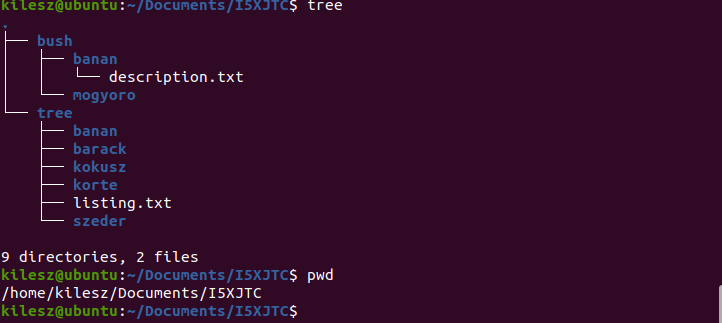 kilesz@ubuntu:~/Documents/I5XJTC$ tree
.
├── bush
│   ├── banan
│   │   └── description.txt
│   └── mogyoro
└── tree
    ├── banan
    ├── barack
    ├── kokusz
    ├── korte
    ├── listing.txt
    └── szeder
9 directories, 2 files
kilesz@ubuntu:~/Documents/I5XJTC$ pwd
/home/kilesz/Documents/I5XJTC
kilesz@ubuntu:~/Documents/I5XJTC$